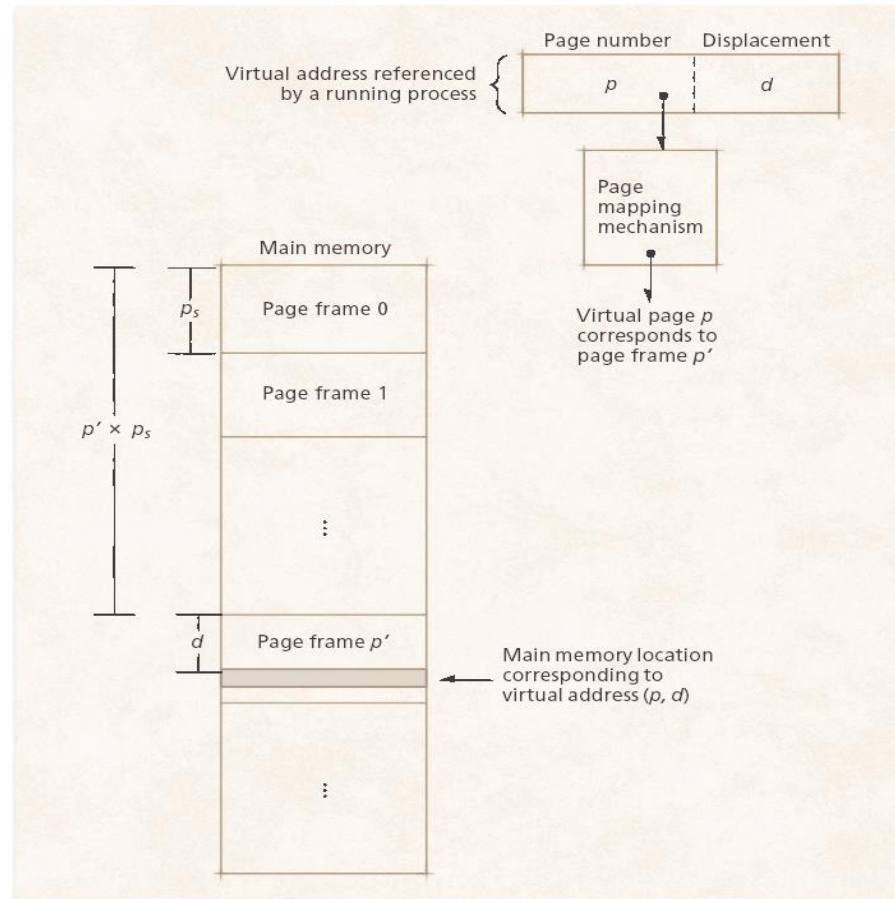 Page number Displacement
Virtual address referenced
by a running process
p d
Page
mapping
mechanism
Virtual page p
corresponds to
page frame p′
Main memory
pₛ
Page frame 0
Page frame 1
p′ × pₛ
⋮
d
Page frame p′
Main memory location
corresponding to
virtual address (p, d)
⋮